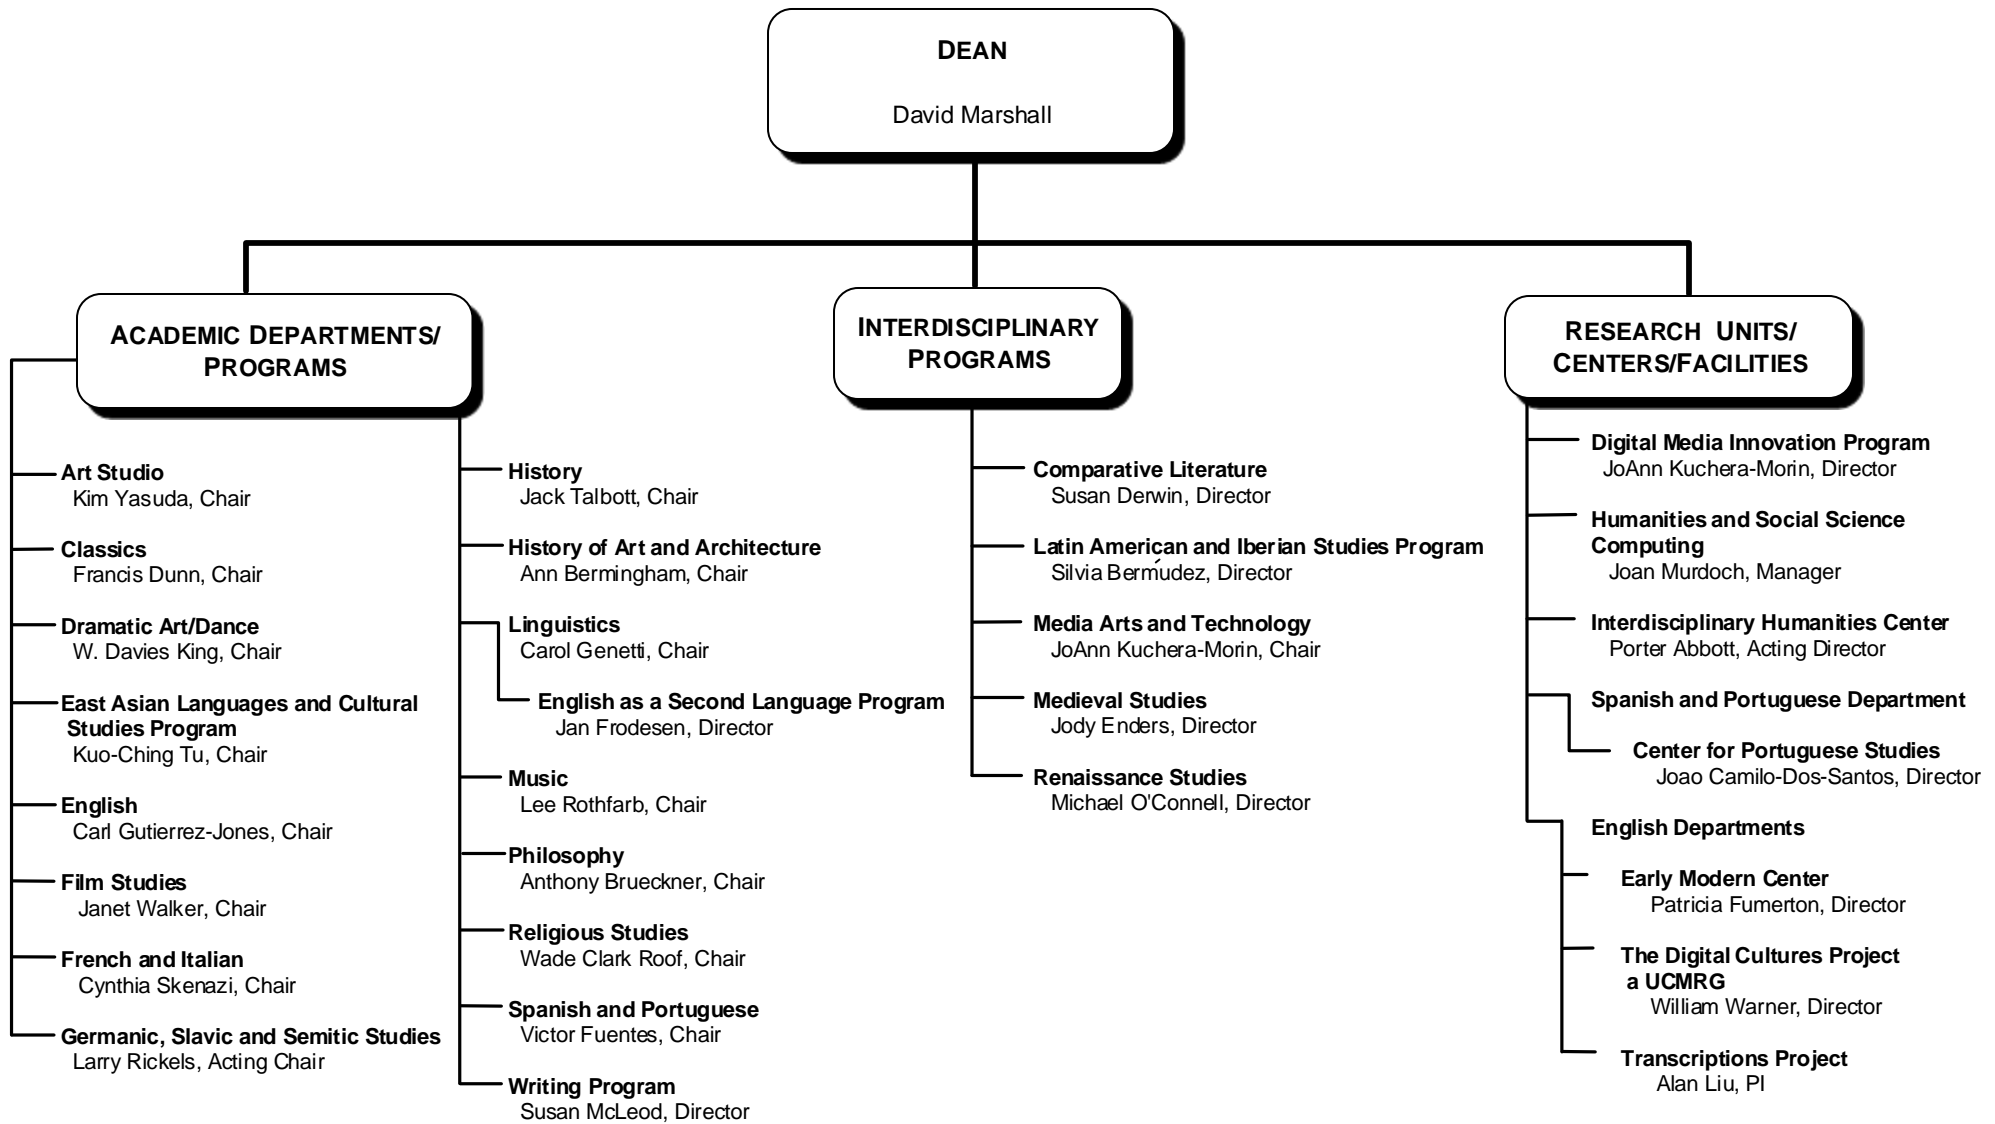 DEAN
David Marshall
ACADEMIC DEPARTMENTS/
PROGRAMS
Art Studio
Kim Yasuda, Chair
Classics
Francis Dunn, Chair
Dramatic Art/Dance
W. Davies King, Chair
East Asian Languages and Cultural
Studies Program
Kuo-Ching Tu, Chair
English
Carl Gutierrez-Jones, Chair
Film Studies
Janet Walker, Chair
French and Italian
Cynthia Skenazi, Chair
Germanic, Slavic and Semitic Studies
Larry Rickels, Acting Chair
History
Jack Talbott, Chair
History of Art and Architecture
Ann Bermingham, Chair
Linguistics
Carol Genetti, Chair
English as a Second Language Program
Jan Frodesen, Director
Music
Lee Rothfarb, Chair
Philosophy
Anthony Brueckner, Chair
Religious Studies
Wade Clark Roof, Chair
Spanish and Portuguese
Victor Fuentes, Chair
Writing Program
Susan McLeod, Director
INTERDISCIPLINARY
PROGRAMS
Comparative Literature
Susan Derwin, Director
Latin American and Iberian Studies Program
Silvia Bermúdez, Director
Media Arts and Technology
JoAnn Kuchera-Morin, Chair
Medieval Studies
Jody Enders, Director
Renaissance Studies
Michael O'Connell, Director
RESEARCH UNITS/
CENTERS/FACILITIES
Digital Media Innovation Program
JoAnn Kuchera-Morin, Director
Humanities and Social Science
Computing
Joan Murdoch, Manager
Interdisciplinary Humanities Center
Porter Abbott, Acting Director
Spanish and Portuguese Department
Center for Portuguese Studies
Joao Camilo-Dos-Santos, Director
English Departments
Early Modern Center
Patricia Fumerton, Director
The Digital Cultures Project
a UCMRG
William Warner, Director
Transcriptions Project
Alan Liu, PI